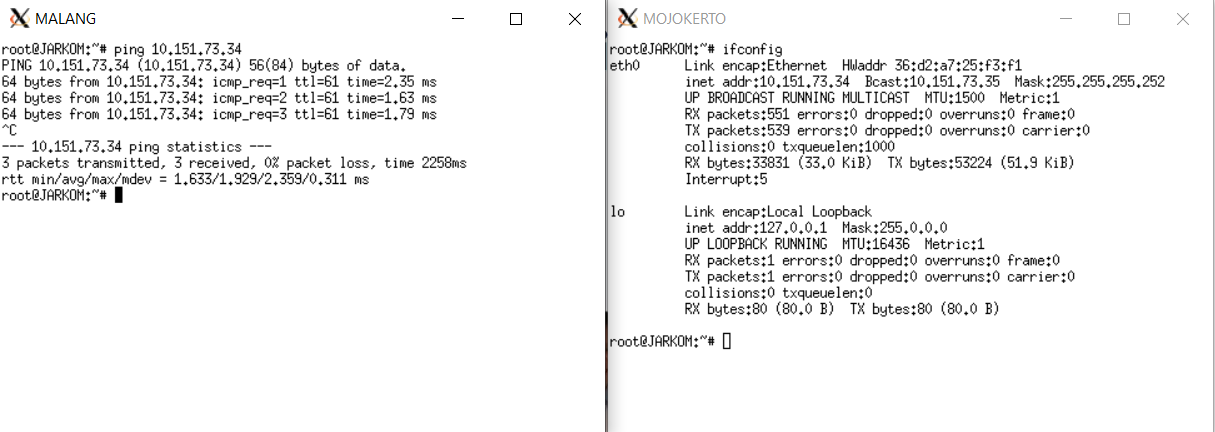 MALANG
root@JARKOM:~# ping 10.151.73.34
PING 10.151.73.34 (10.151.73.34) 56(84) bytes of data.
64 bytes from 10.151.73.34: icmp_req=1 ttl=61 time=2.35 ms
64 bytes from 10.151.73.34: icmp_req=2 ttl=61 time=1.63 ms
64 bytes from 10.151.73.34: icmp_req=3 ttl=61 time=1.79 ms
^C
--- 10.151.73.34 ping statistics ---
3 packets transmitted, 3 received, 0% packet loss, time 2258ms
rtt min/avg/max/mdev = 1.633/1.929/2.359/0.311 ms
root@JARKOM:~#
MOJOKERTO
root@JARKOM:~# ifconfig
eth0      Link encap:Ethernet  HWaddr 36:d2:a7:25:f3:f1
          inet addr:10.151.73.34  Bcast:10.151.73.35  Mask:255.255.255.252
          UP BROADCAST RUNNING MULTICAST  MTU:1500  Metric:1
          RX packets:551 errors:0 dropped:0 overruns:0 frame:0
          TX packets:539 errors:0 dropped:0 overruns:0 carrier:0
          collisions:0 txqueuelen:1000
          RX bytes:33831 (33.0 KiB)  TX bytes:53224 (51.9 KiB)
          Interrupt:5
lo        Link encap:Local Loopback
          inet addr:127.0.0.1  Mask:255.0.0.0
          UP LOOPBACK RUNNING  MTU:16436  Metric:1
          RX packets:1 errors:0 dropped:0 overruns:0 frame:0
          TX packets:1 errors:0 dropped:0 overruns:0 carrier:0
          collisions:0 txqueuelen:0
          RX bytes:80 (80.0 B)  TX bytes:80 (80.0 B)
root@JARKOM:~#